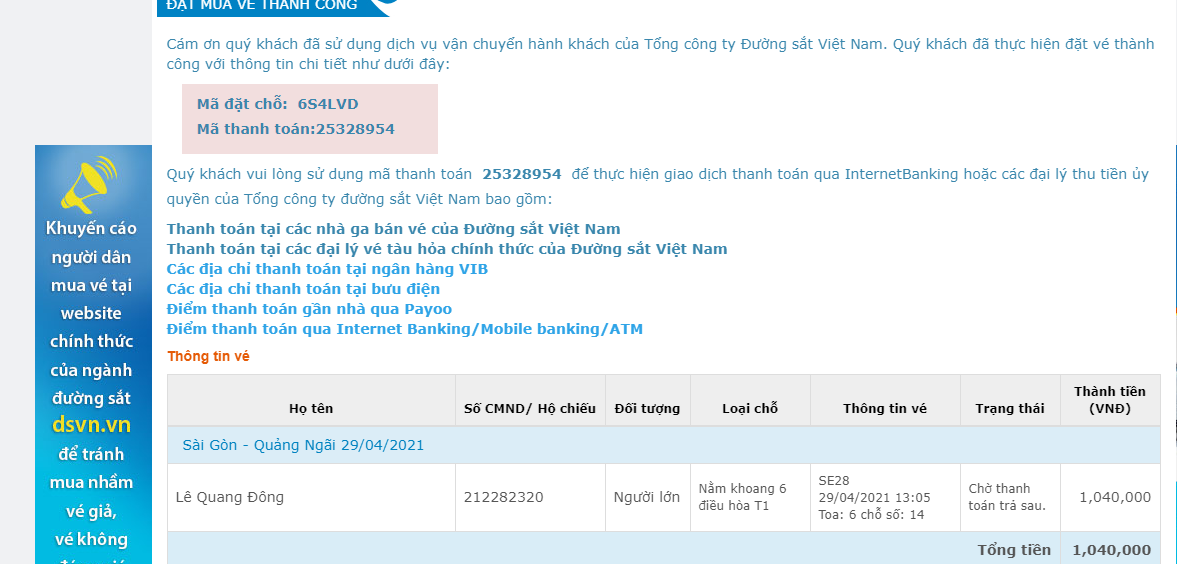 ĐẶT MUA VÉ THÀNH CÔNG
Cám ơn quý khách đã sử dụng dịch vụ vận chuyển hành khách của Tổng công ty Đường sắt Việt Nam. Quý khách đã thực hiện đặt vé thành
công với thông tin chi tiết như dưới đây:
Mã đặt chỗ: 6S4LVD
Mã thanh toán:25328954
Quý khách vui lòng sử dụng mã thanh toán 25328954 để thực hiện giao dịch thanh toán qua InternetBanking hoặc các đại lý thu tiền ủy
quyền của Tổng công ty đường sắt Việt Nam bao gồm:
Thanh toán tại các nhà ga bán vé của Đường sắt Việt Nam
Thanh toán tại các đại lý vé tàu hỏa chính thức của Đường sắt Việt Nam
Các địa chỉ thanh toán tại ngân hàng VIB
Các địa chỉ thanh toán tại bưu điện
Điểm thanh toán gần nhà qua Payoo
Điểm thanh toán qua Internet Banking/Mobile banking/ATM
Thông tin vé
Họ tên Số CMND/ Hộ chiếu Đối tượng Loại chỗ Thông tin vé Trạng thái Thành tiền
(VNĐ)
Sài Gòn - Quảng Ngãi 29/04/2021
Lê Quang Đông 212282320 Người lớn
Nằm khoang 6
điều hòa T1
SE28
29/04/2021 13:05
Toa: 6 chỗ số: 14
Chờ thanh
toán trả sau.
1,040,000
Tổng tiền 1,040,000
Khuyến cáo
người dân
mua vé tại
website
chính thức
của ngành
đường sắt
dsvn.vn
để tránh
mua nhầm
vé giả,
vé không